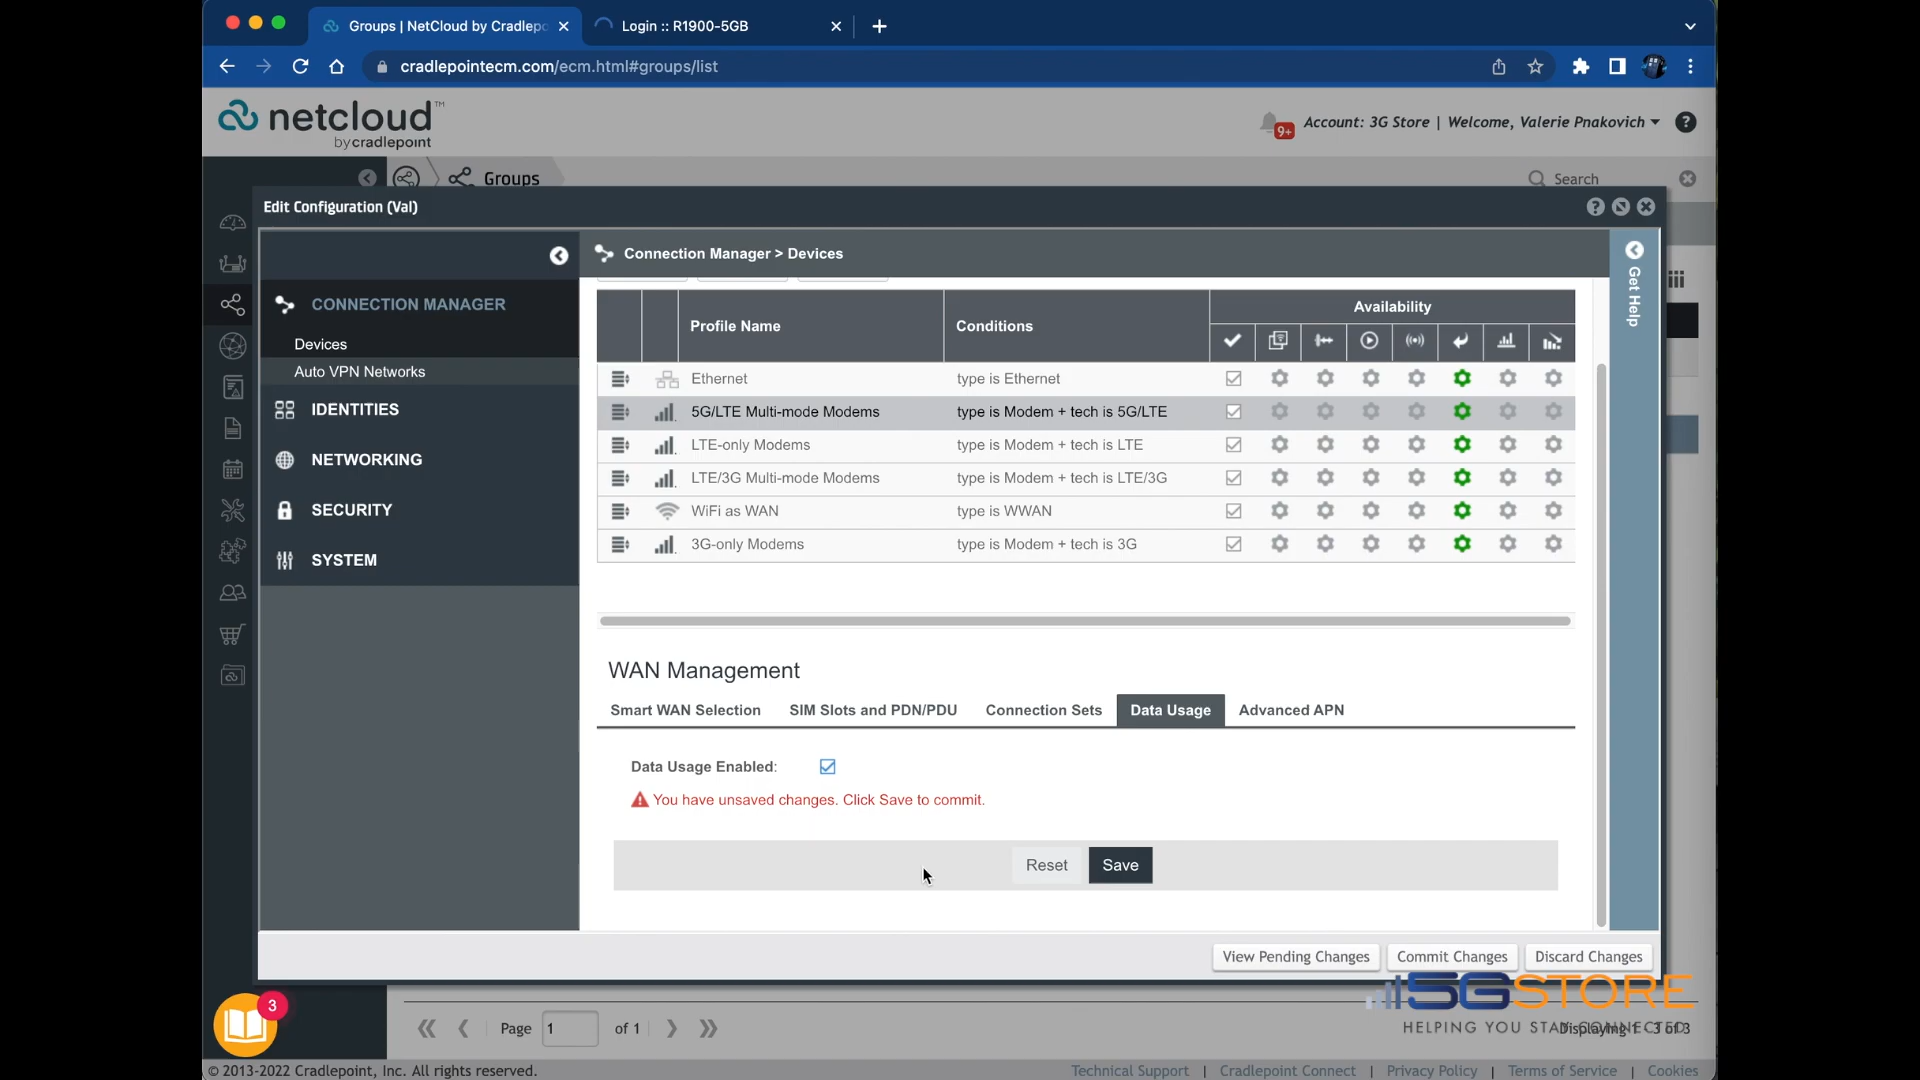 Groups | NetCloud by Cradlep
Login :: R1900-5GB
cradlepointecm.com/ecm.html#groups/list
netcloud™
by cradlepoint
9+
Account: 3G Store | Welcome, Valerie Pnakovich
?
Groups
Search
Edit Configuration (Val)
?
Connection Manager > Devices
Get Help
CONNECTION MANAGER
Devices
Auto VPN Networks
IDENTITIES
NETWORKING
SECURITY
SYSTEM
Profile Name
Conditions
Availability
Ethernet
type is Ethernet
5G/LTE Multi-mode Modems
type is Modem + tech is 5G/LTE
LTE-only Modems
type is Modem + tech is LTE
LTE/3G Multi-mode Modems
type is Modem + tech is LTE/3G
WiFi as WAN
type is WWAN
3G-only Modems
type is Modem + tech is 3G
WAN Management
Smart WAN Selection
SIM Slots and PDN/PDU
Connection Sets
Data Usage
Advanced APN
Data Usage Enabled:
You have unsaved changes. Click Save to commit.
Reset
Save
View Pending Changes
Commit Changes
Discard Changes
5GSTORE
HELPING YOU STAY CONNECTED
3
Page 1 of 1
Displaying 1 - 3 of 3
© 2013-2022 Cradlepoint, Inc. All rights reserved.
Technical Support | Cradlepoint Connect | Privacy Policy | Terms of Service | Cookies